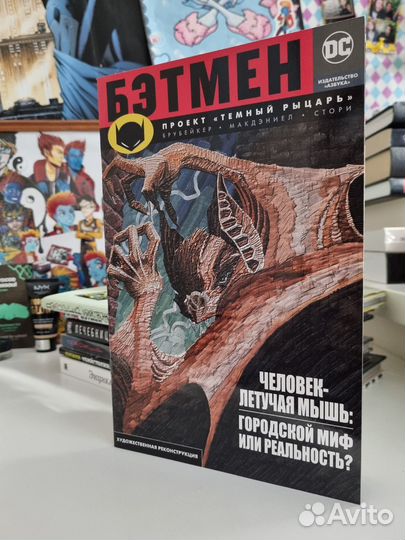 БЭТМЕН
DC
ИЗДАТЕЛЬСТВО
«АЗБУКА»
ПРОЕКТ «ТЕМНЫЙ РЫЦАРЬ»
БРУБЕЙКЕР • МАКДЭНИЕЛ • СТОРИ
ЧЕЛОВЕК-
ЛЕТУЧАЯ МЫШЬ:
ГОРОДСКОЙ МИФ
ИЛИ РЕАЛЬНОСТЬ?
ХУДОЖЕСТВЕННАЯ РЕКОНСТРУКЦИЯ
NYX
Avito